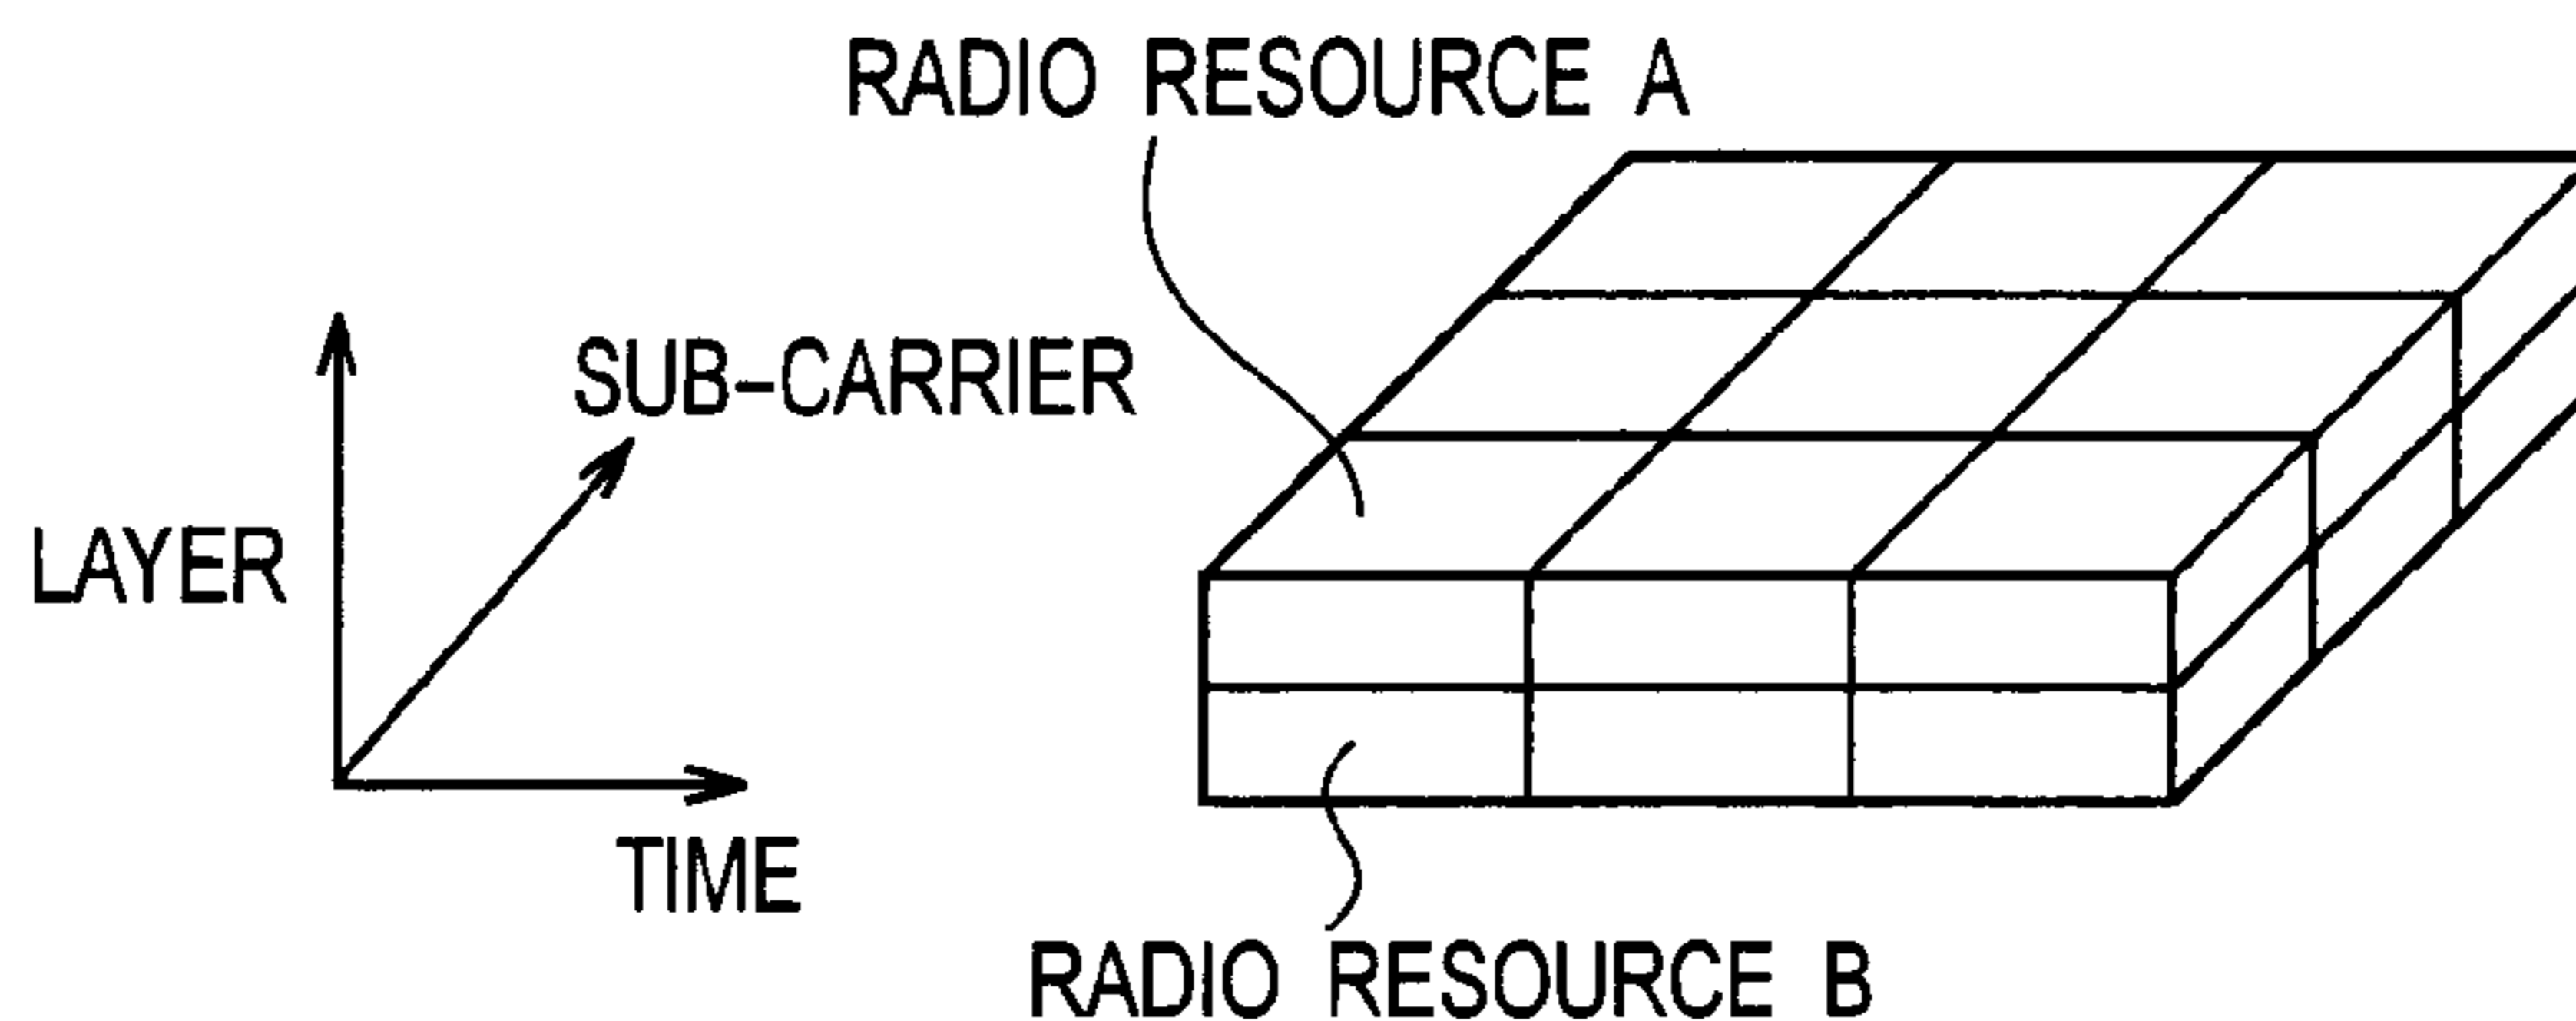 RADIO RESOURCE A
SUB-CARRIER
LAYER
TIME
RADIO RESOURCE B